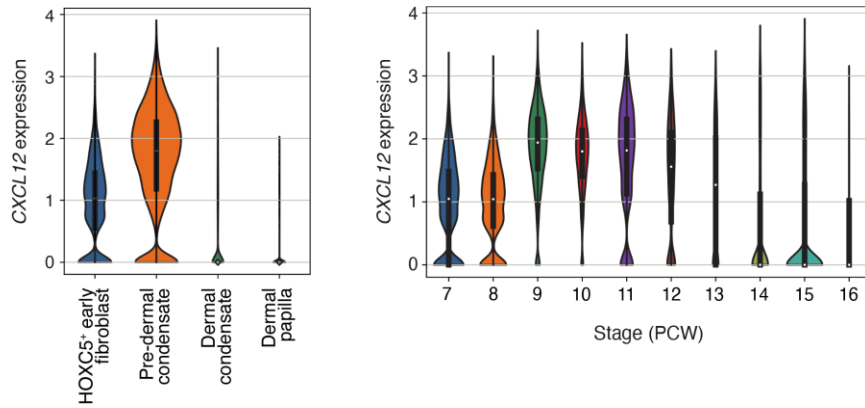 4
3
2
1
0
CXCL12 expression
HOXC5⁺ early
fibroblast
Pre-dermal
condensate
Dermal
condensate
Dermal
papilla
4
3
2
1
0
CXCL12 expression
7 8 9 10 11 12 13 14 15 16
Stage (PCW)